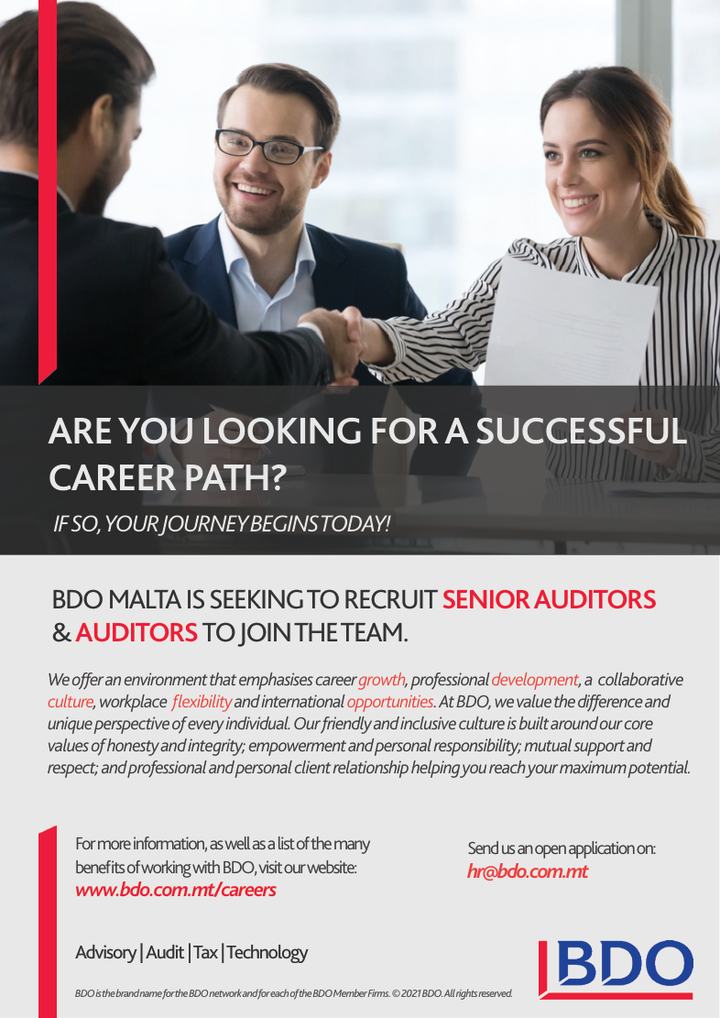 ARE YOU LOOKING FOR A SUCCESSFUL
CAREER PATH?
IF SO, YOUR JOURNEY BEGINS TODAY!
BDO MALTA IS SEEKING TO RECRUIT SENIOR AUDITORS
& AUDITORS TO JOIN THE TEAM.
We offer an environment that emphasises career growth, professional development, a collaborative
culture, workplace flexibility and international opportunities. At BDO, we value the difference and
unique perspective of every individual. Our friendly and inclusive culture is built around our core
values of honesty and integrity; empowerment and personal responsibility; mutual support and
respect; and professional and personal client relationship helping you reach your maximum potential.
For more information, as well as a list of the many
benefits of working with BDO, visit our website:
www.bdo.com.mt/careers
Send us an open application on:
hr@bdo.com.mt
Advisory | Audit | Tax | Technology
BDO is the brand name for the BDO network and for each of the BDO Member Firms. © 2021 BDO. All rights reserved.
BDO